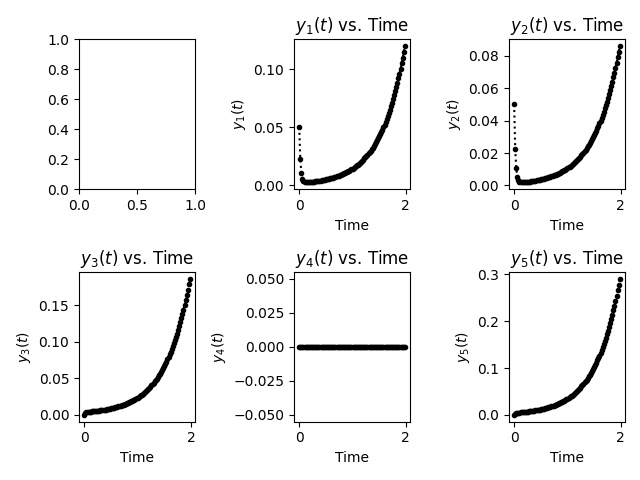 1.0
0.8
0.6
0.4
0.2
0.0
0.0 0.5 1.0
y₁(t) vs. Time
y₁(t)
0.10
0.05
0.00
0 2
Time
y₂(t) vs. Time
y₂(t)
0.08
0.06
0.04
0.02
0.00
0 2
Time
y₃(t) vs. Time
y₃(t)
0.15
0.10
0.05
0.00
0 2
Time
y₄(t) vs. Time
y₄(t)
0.050
0.025
0.000
−0.025
−0.050
0 2
Time
y₅(t) vs. Time
y₅(t)
0.3
0.2
0.1
0.0
0 2
Time